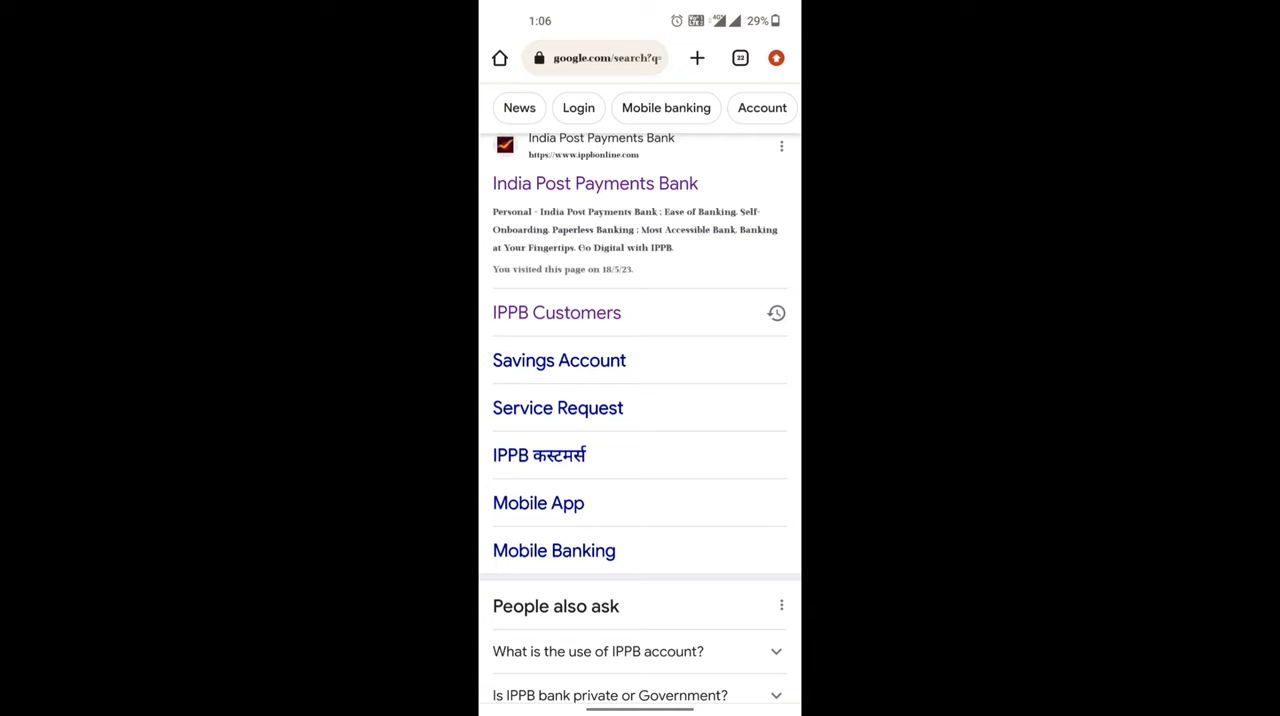 1:06
29%
google.com/search?q=
22
News
Login
Mobile banking
Account
India Post Payments Bank
https://www.ippbonline.com
India Post Payments Bank
Personal - India Post Payments Bank ; Ease of Banking. Self-
Onboarding. Paperless Banking ; Most Accessible Bank. Banking
at Your Fingertips. Go Digital with IPPB.
You visited this page on 18/5/23.
IPPB Customers
Savings Account
Service Request
IPPB कस्टमर्स
Mobile App
Mobile Banking
People also ask
What is the use of IPPB account?
Is IPPB bank private or Government?